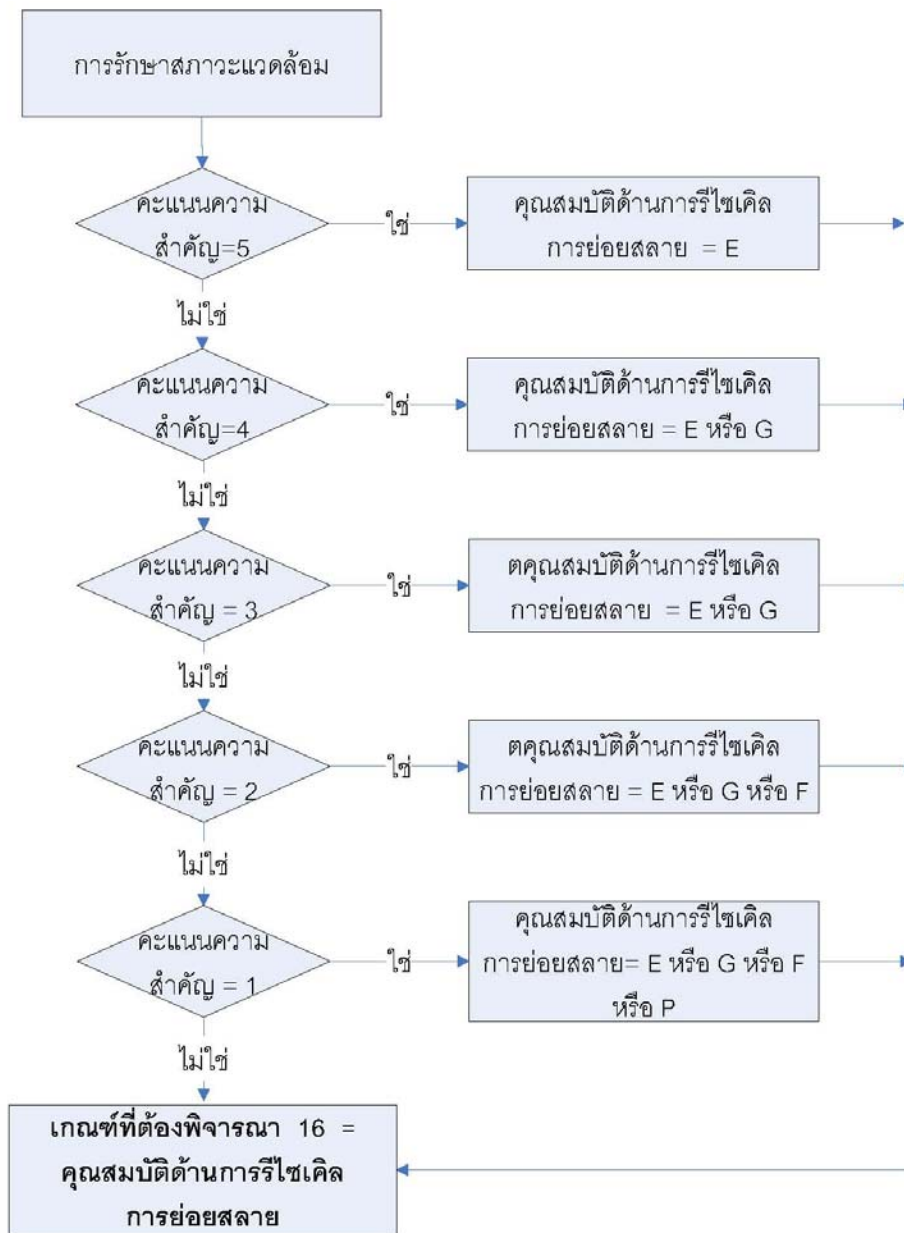 การรักษาสภาวะแวดล้อม
คะแนนความ
สำคัญ=5
ใช่
คุณสมบัติด้านการรีไซเคิล
การย่อยสลาย = E
ไม่ใช่
คะแนนความ
สำคัญ=4
ใช่
คุณสมบัติด้านการรีไซเคิล
การย่อยสลาย = E หรือ G
ไม่ใช่
คะแนนความ
สำคัญ = 3
ใช่
ตคุณสมบัติด้านการรีไซเคิล
การย่อยสลาย = E หรือ G
ไม่ใช่
คะแนนความ
สำคัญ = 2
ใช่
ตคุณสมบัติด้านการรีไซเคิล
การย่อยสลาย = E หรือ G หรือ F
ไม่ใช่
คะแนนความ
สำคัญ = 1
ใช่
คุณสมบัติด้านการรีไซเคิล
การย่อยสลาย= E หรือ G หรือ F
หรือ P
ไม่ใช่
เกณฑ์ที่ต้องพิจารณา 16 =
คุณสมบัติด้านการรีไซเคิล
การย่อยสลาย